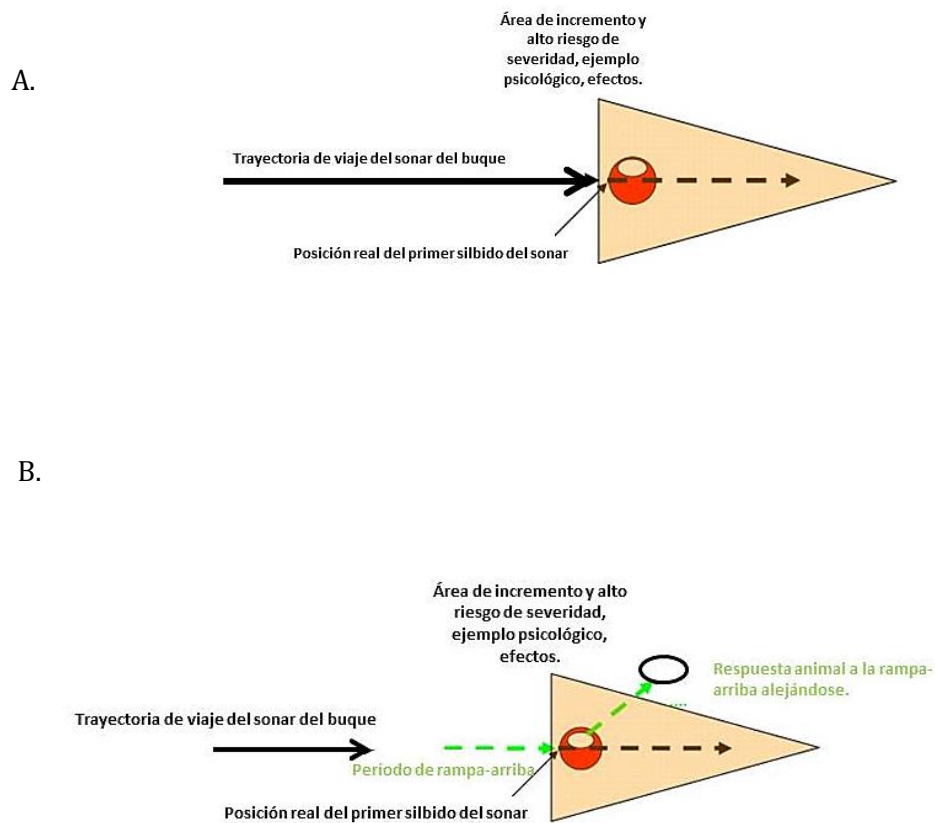 A.
Área de incremento y
alto riesgo de
severidad, ejemplo
psicológico, efectos.
Trayectoria de viaje del sonar del buque
Posición real del primer silbido del sonar
B.
Área de incremento y alto
riesgo de severidad,
ejemplo psicológico,
efectos.
Respuesta animal a la rampa-
arriba alejándose.
....
Trayectoria de viaje del sonar del buque
Periodo de rampa-arriba
Posición real del primer silbido del sonar